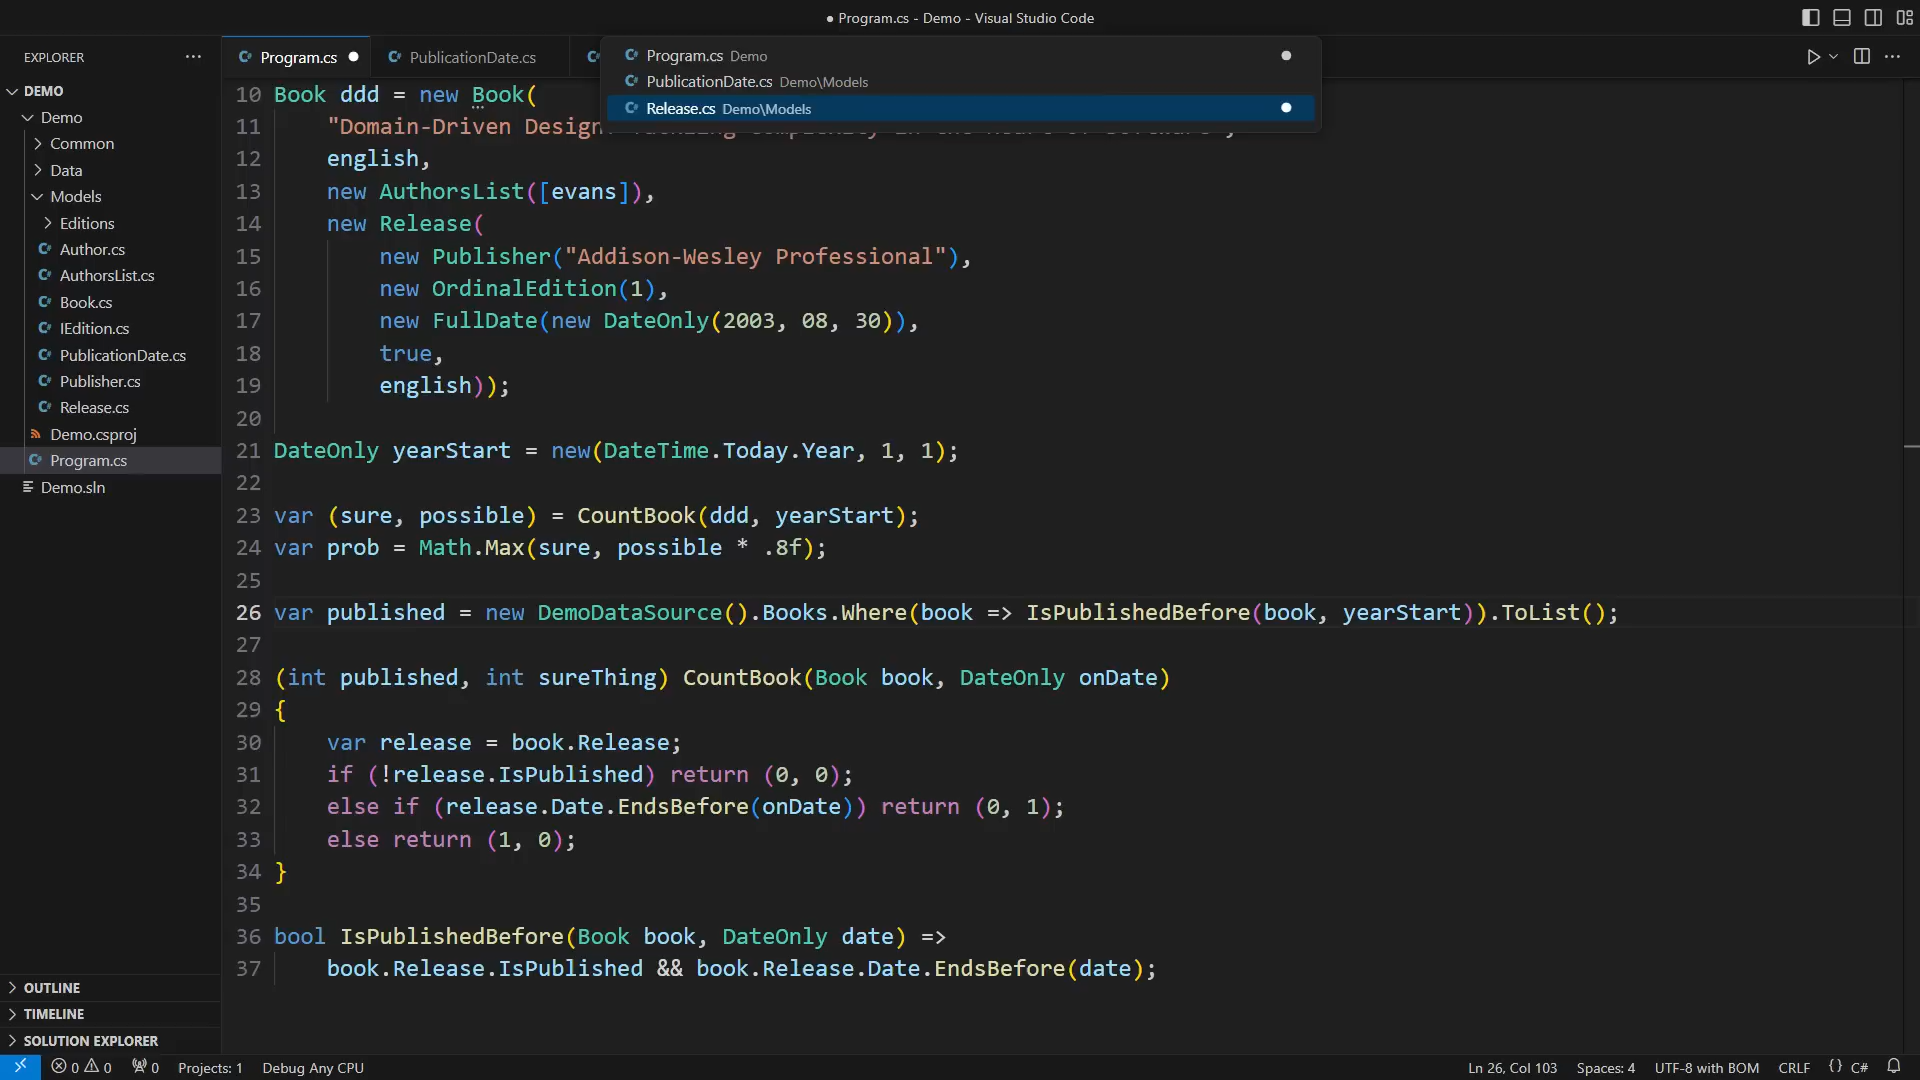 ● Program.cs - Demo - Visual Studio Code
EXPLORER
DEMO
Demo
Common
Data
Models
Editions
Author.cs
AuthorsList.cs
Book.cs
IEdition.cs
PublicationDate.cs
Publisher.cs
Release.cs
Demo.csproj
Program.cs
Demo.sln
OUTLINE
TIMELINE
SOLUTION EXPLORER
Program.cs
PublicationDate.cs
Program.cs Demo
PublicationDate.cs Demo\Models
Release.cs Demo\Models
10 Book ddd = new Book(
11     "Domain-Driven Design
12     english,
13     new AuthorsList([evans]),
14     new Release(
15         new Publisher("Addison-Wesley Professional"),
16         new OrdinalEdition(1),
17         new FullDate(new DateOnly(2003, 08, 30)),
18         true,
19         english));
20
21 DateOnly yearStart = new(DateTime.Today.Year, 1, 1);
22
23 var (sure, possible) = CountBook(ddd, yearStart);
24 var prob = Math.Max(sure, possible * .8f);
25
26 var published = new DemoDataSource().Books.Where(book => IsPublishedBefore(book, yearStart)).ToList();
27
28 (int published, int sureThing) CountBook(Book book, DateOnly onDate)
29 {
30     var release = book.Release;
31     if (!release.IsPublished) return (0, 0);
32     else if (release.Date.EndsBefore(onDate)) return (0, 1);
33     else return (1, 0);
34 }
35
36 bool IsPublishedBefore(Book book, DateOnly date) =>
37     book.Release.IsPublished && book.Release.Date.EndsBefore(date);
0 0 0 Projects: 1 Debug Any CPU Ln 26, Col 103 Spaces: 4 UTF-8 with BOM CRLF {} C#